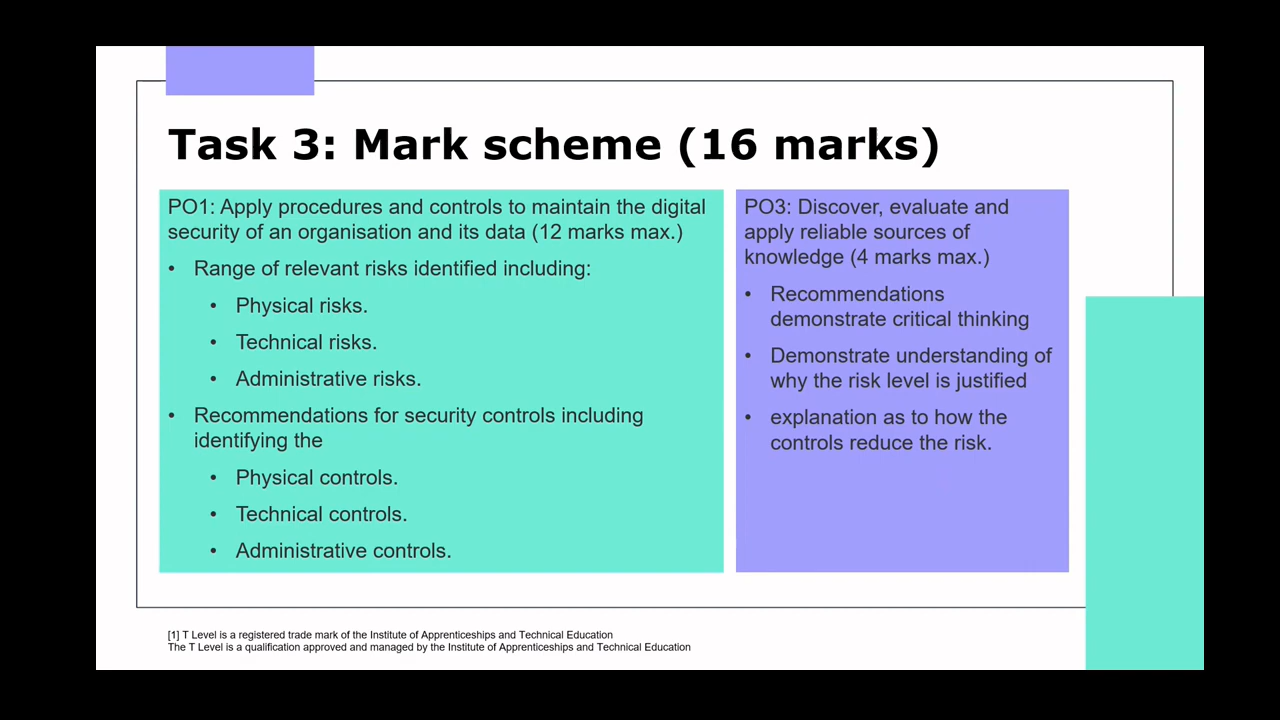 Task 3: Mark scheme (16 marks)
PO1: Apply procedures and controls to maintain the digital
security of an organisation and its data (12 marks max.)
• Range of relevant risks identified including:
• Physical risks.
• Technical risks.
• Administrative risks.
• Recommendations for security controls including
identifying the
• Physical controls.
• Technical controls.
• Administrative controls.
PO3: Discover, evaluate and
apply reliable sources of
knowledge (4 marks max.)
• Recommendations
demonstrate critical thinking
• Demonstrate understanding of
why the risk level is justified
• explanation as to how the
controls reduce the risk.
[1] T Level is a registered trade mark of the Institute of Apprenticeships and Technical Education
The T Level is a qualification approved and managed by the Institute of Apprenticeships and Technical Education